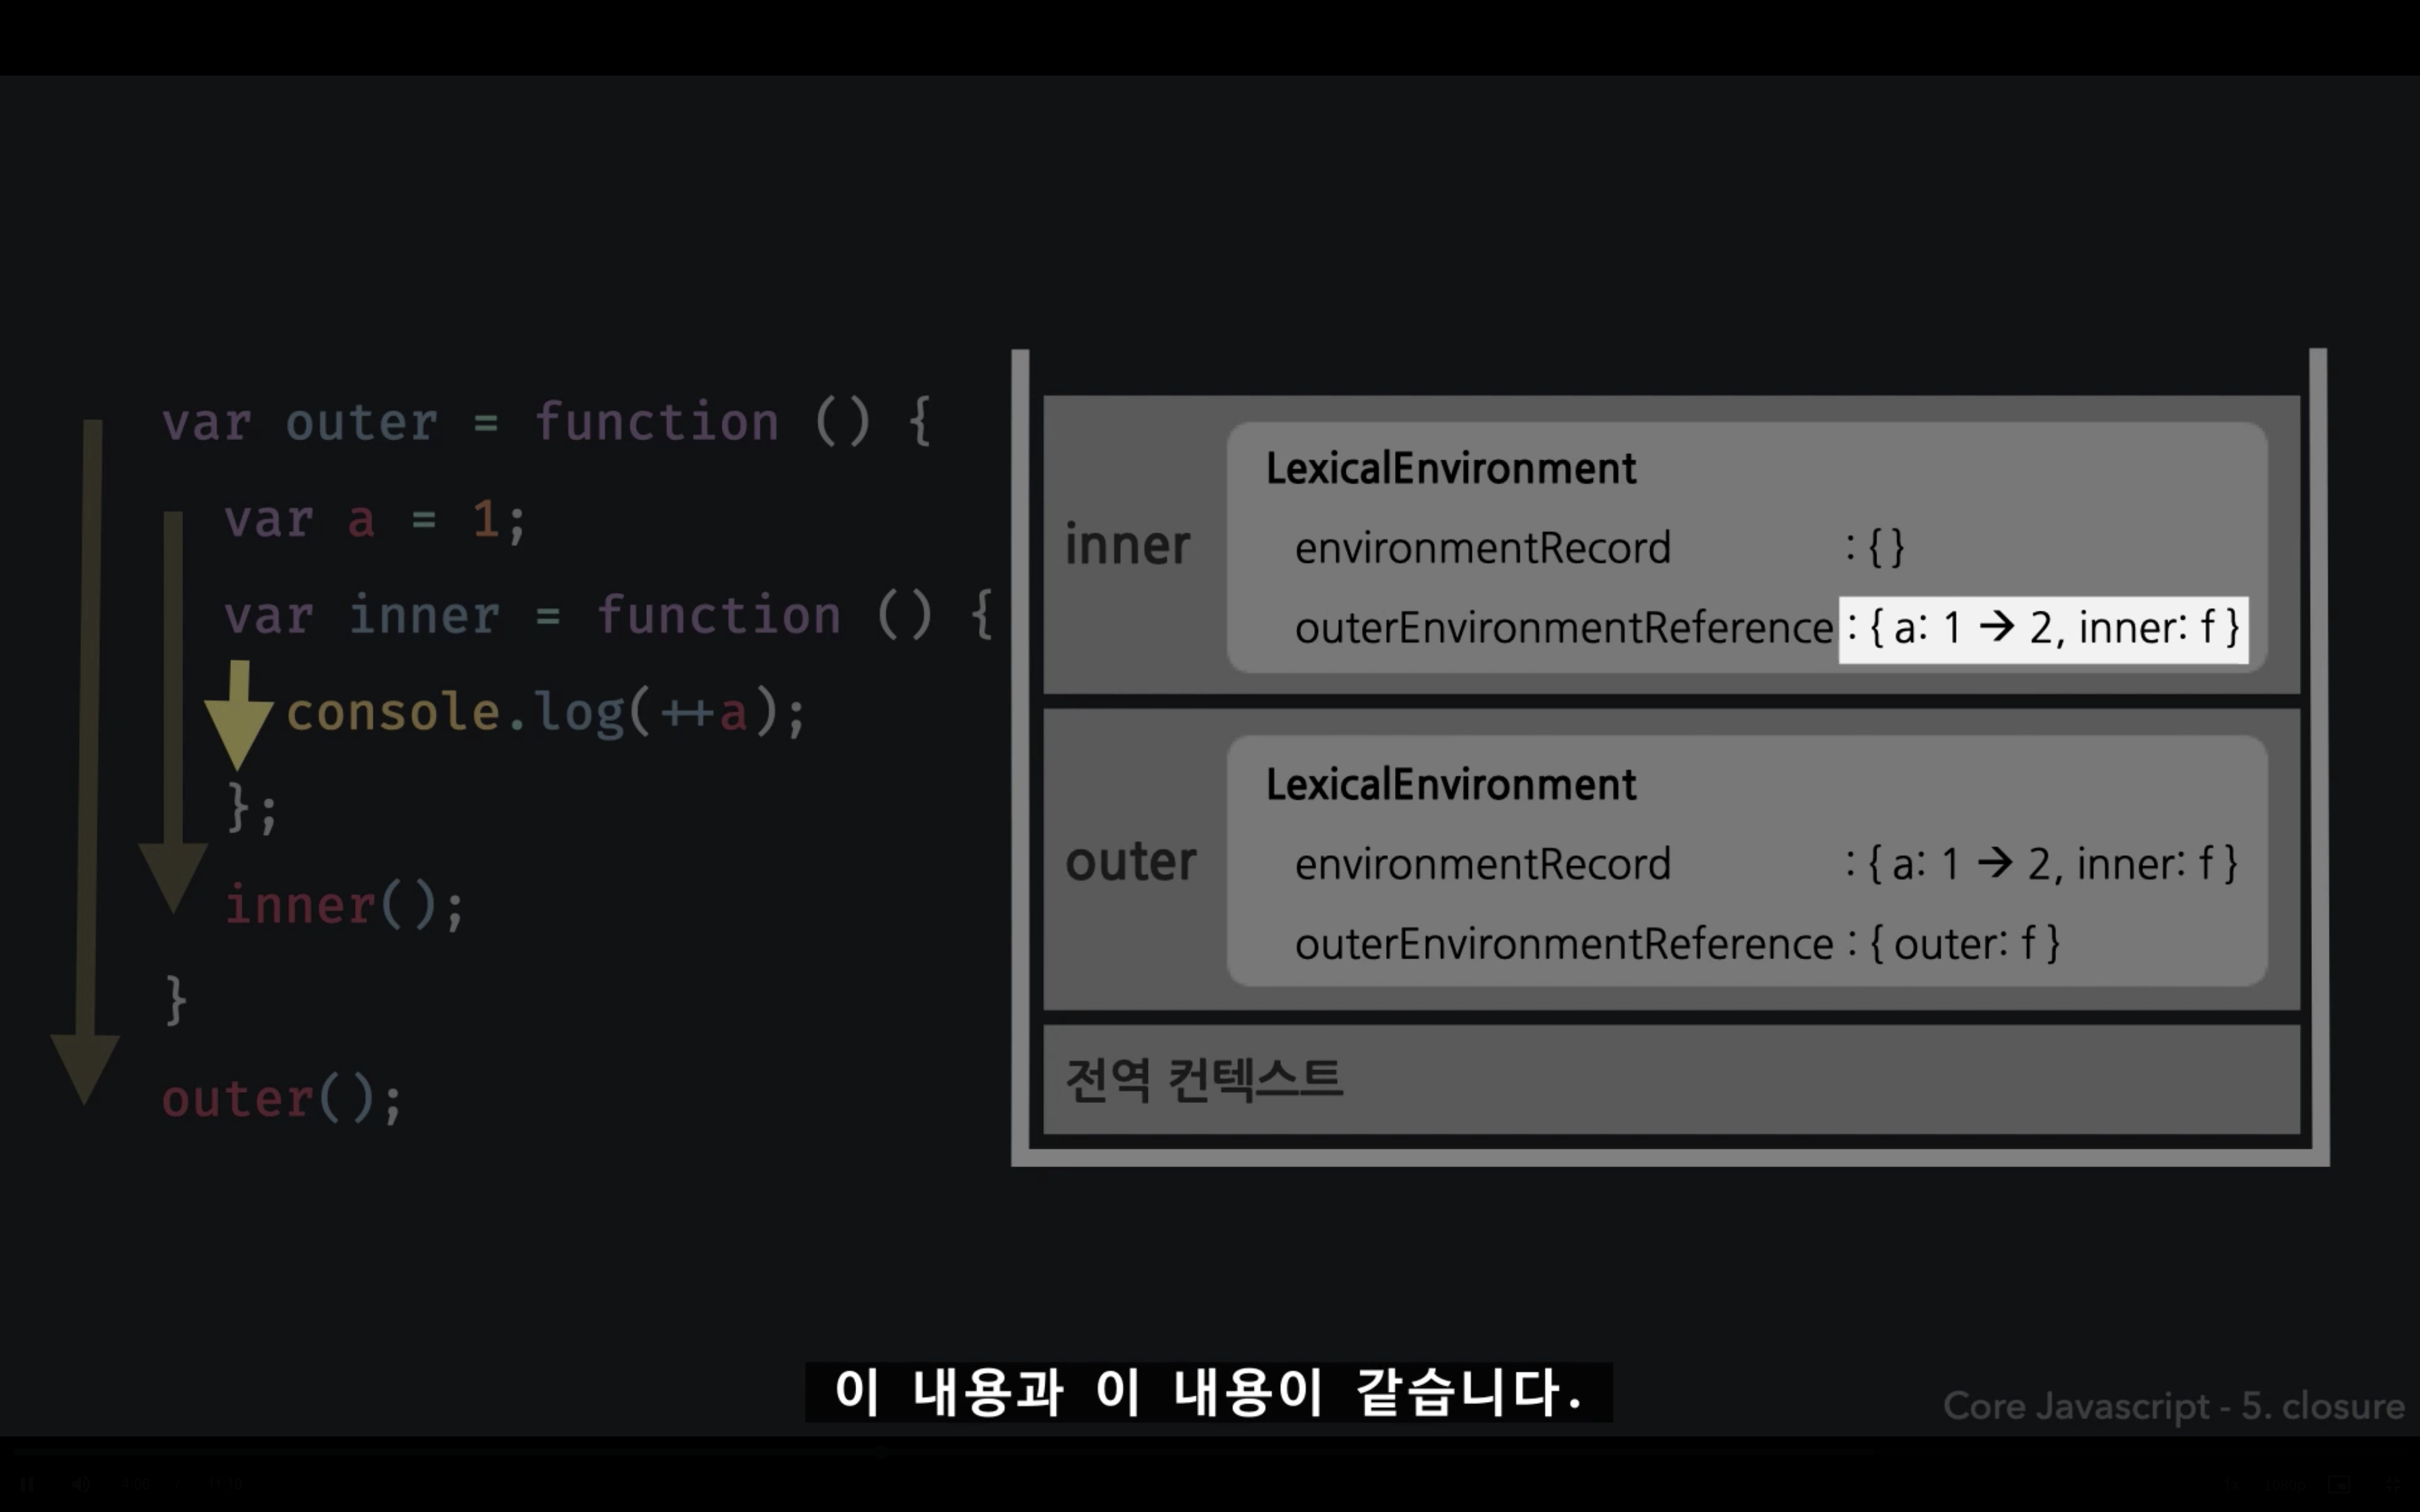 var outer = function () {
var a = 1;
var inner = function () {
console.log(++a);
};
inner();
}
outer();
inner
LexicalEnvironment
environmentRecord : { }
outerEnvironmentReference : { a: 1 → 2, inner: f }
outer
LexicalEnvironment
environmentRecord : { a: 1 → 2, inner: f }
outerEnvironmentReference : { outer: f }
전역 컨텍스트
이 내용과 이 내용이 같습니다.
Core Javascript - 5. closure